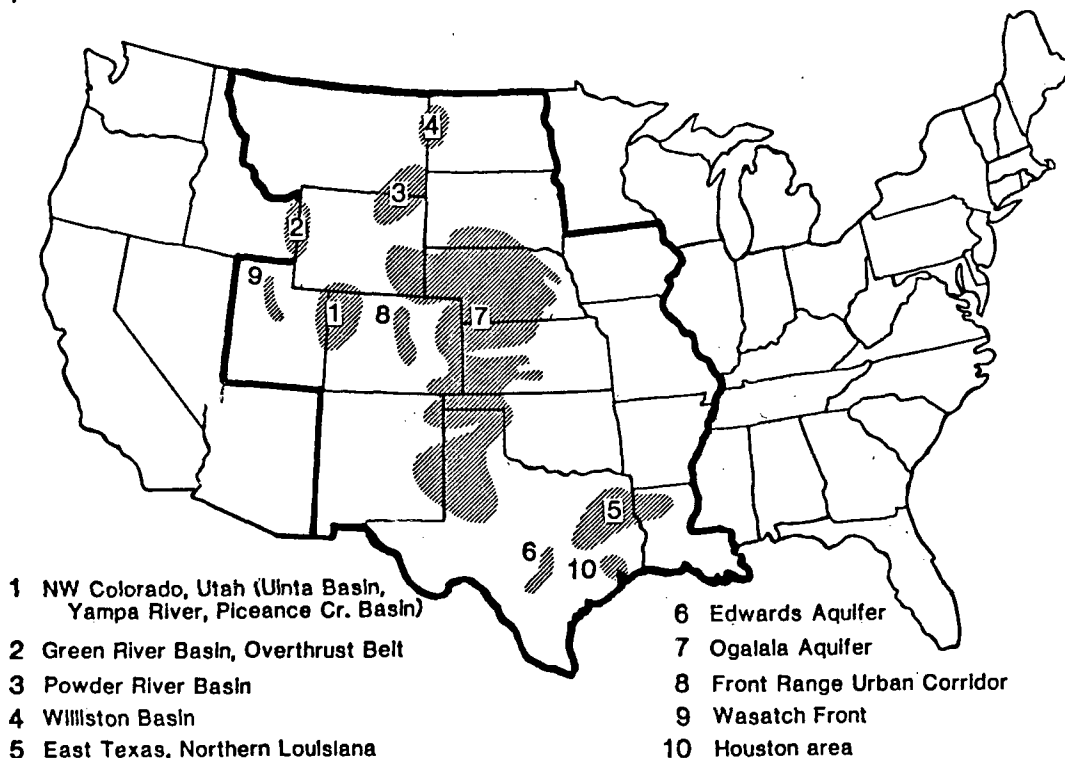 4
3
2
9
1
8
7
5
6
10
1 NW Colorado, Utah (Uinta Basin,
Yampa River, Piceance Cr. Basin)
2 Green River Basin, Overthrust Belt
3 Powder River Basin
4 Williston Basin
5 East Texas, Northern Louisiana
6 Edwards Aquifer
7 Ogalala Aquifer
8 Front Range Urban Corridor
9 Wasatch Front
10 Houston area